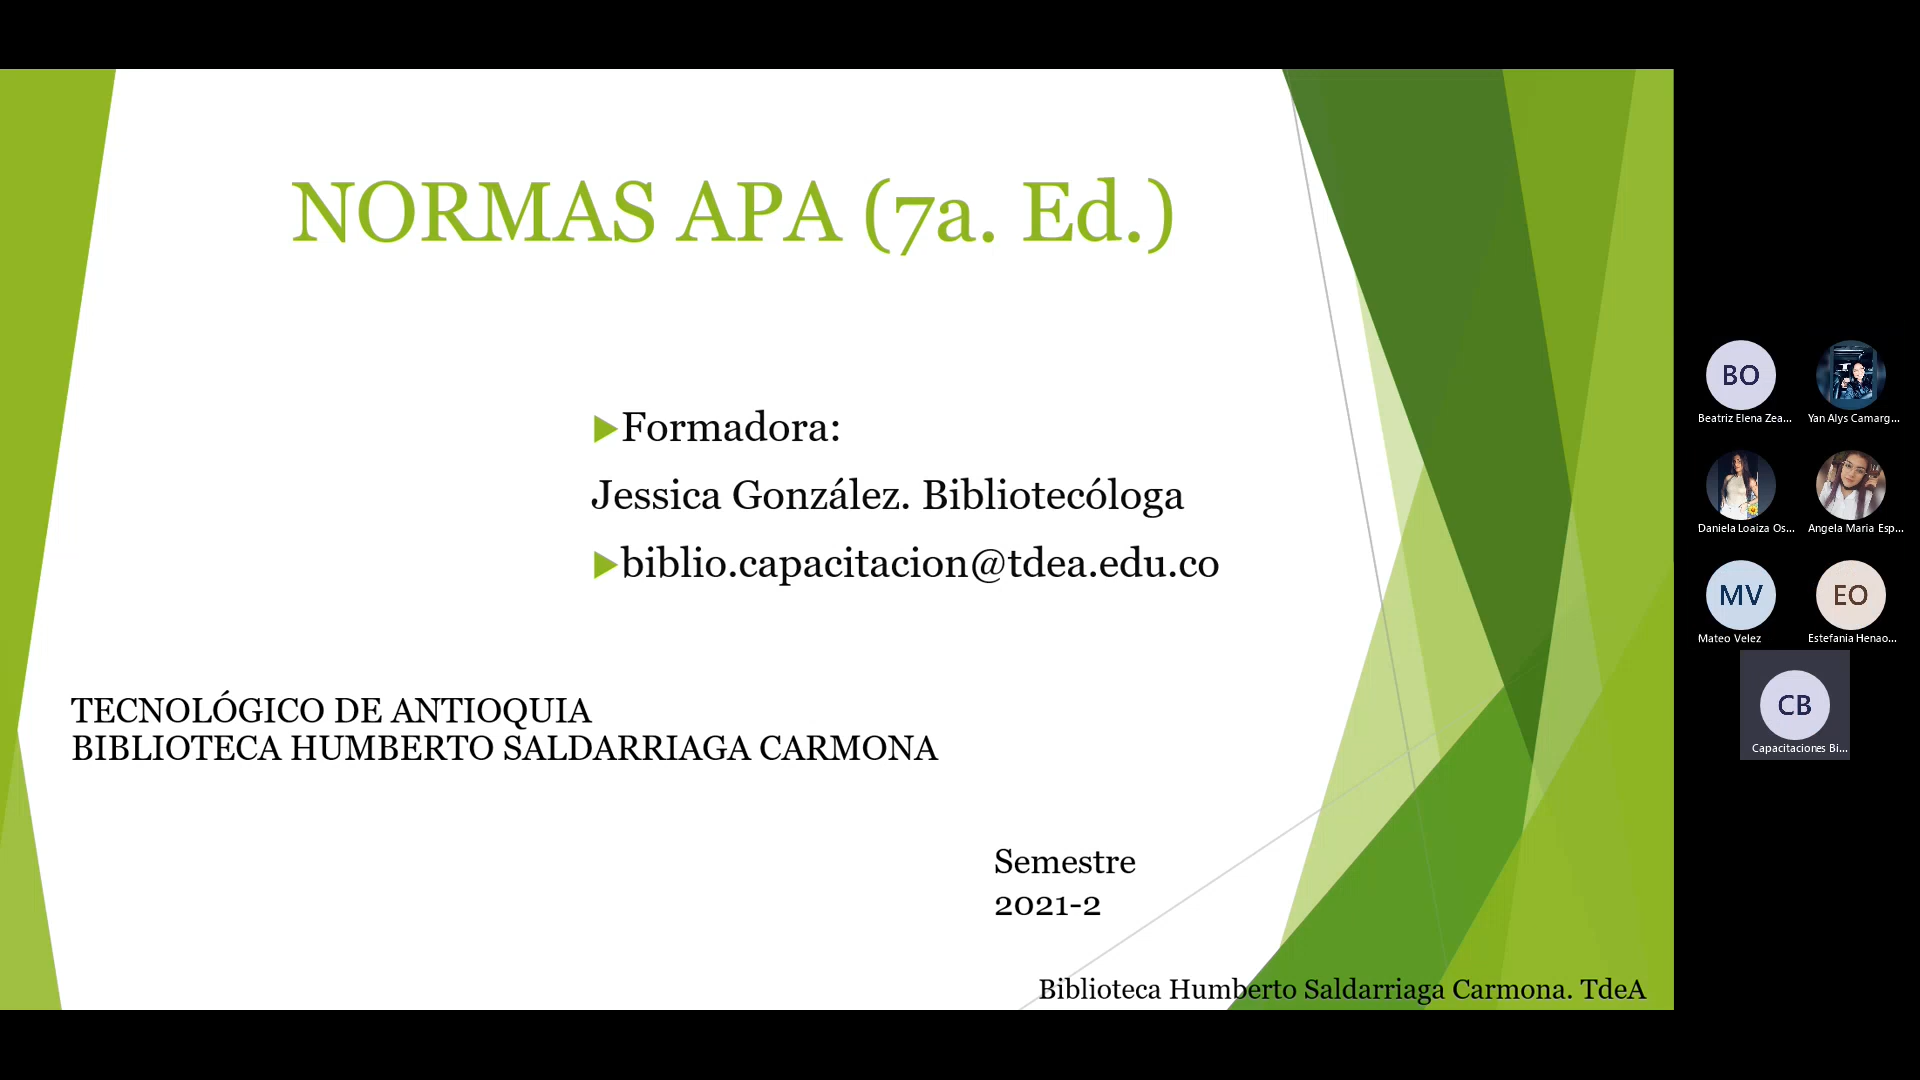 NORMAS APA (7a. Ed.)
Formadora:
Jessica González. Bibliotecóloga
biblio.capacitacion@tdea.edu.co
TECNOLÓGICO DE ANTIOQUIA
BIBLIOTECA HUMBERTO SALDARRIAGA CARMONA
Semestre
2021-2
Biblioteca Humberto Saldarriaga Carmona. TdeA
BO
Beatriz Elena Zea...
Yan Alys Camarg...
Daniela Loaiza Os...
Angela Maria Esp...
MV
Mateo Velez
EO
Estefania Henao...
CB
Capacitaciones Bi...